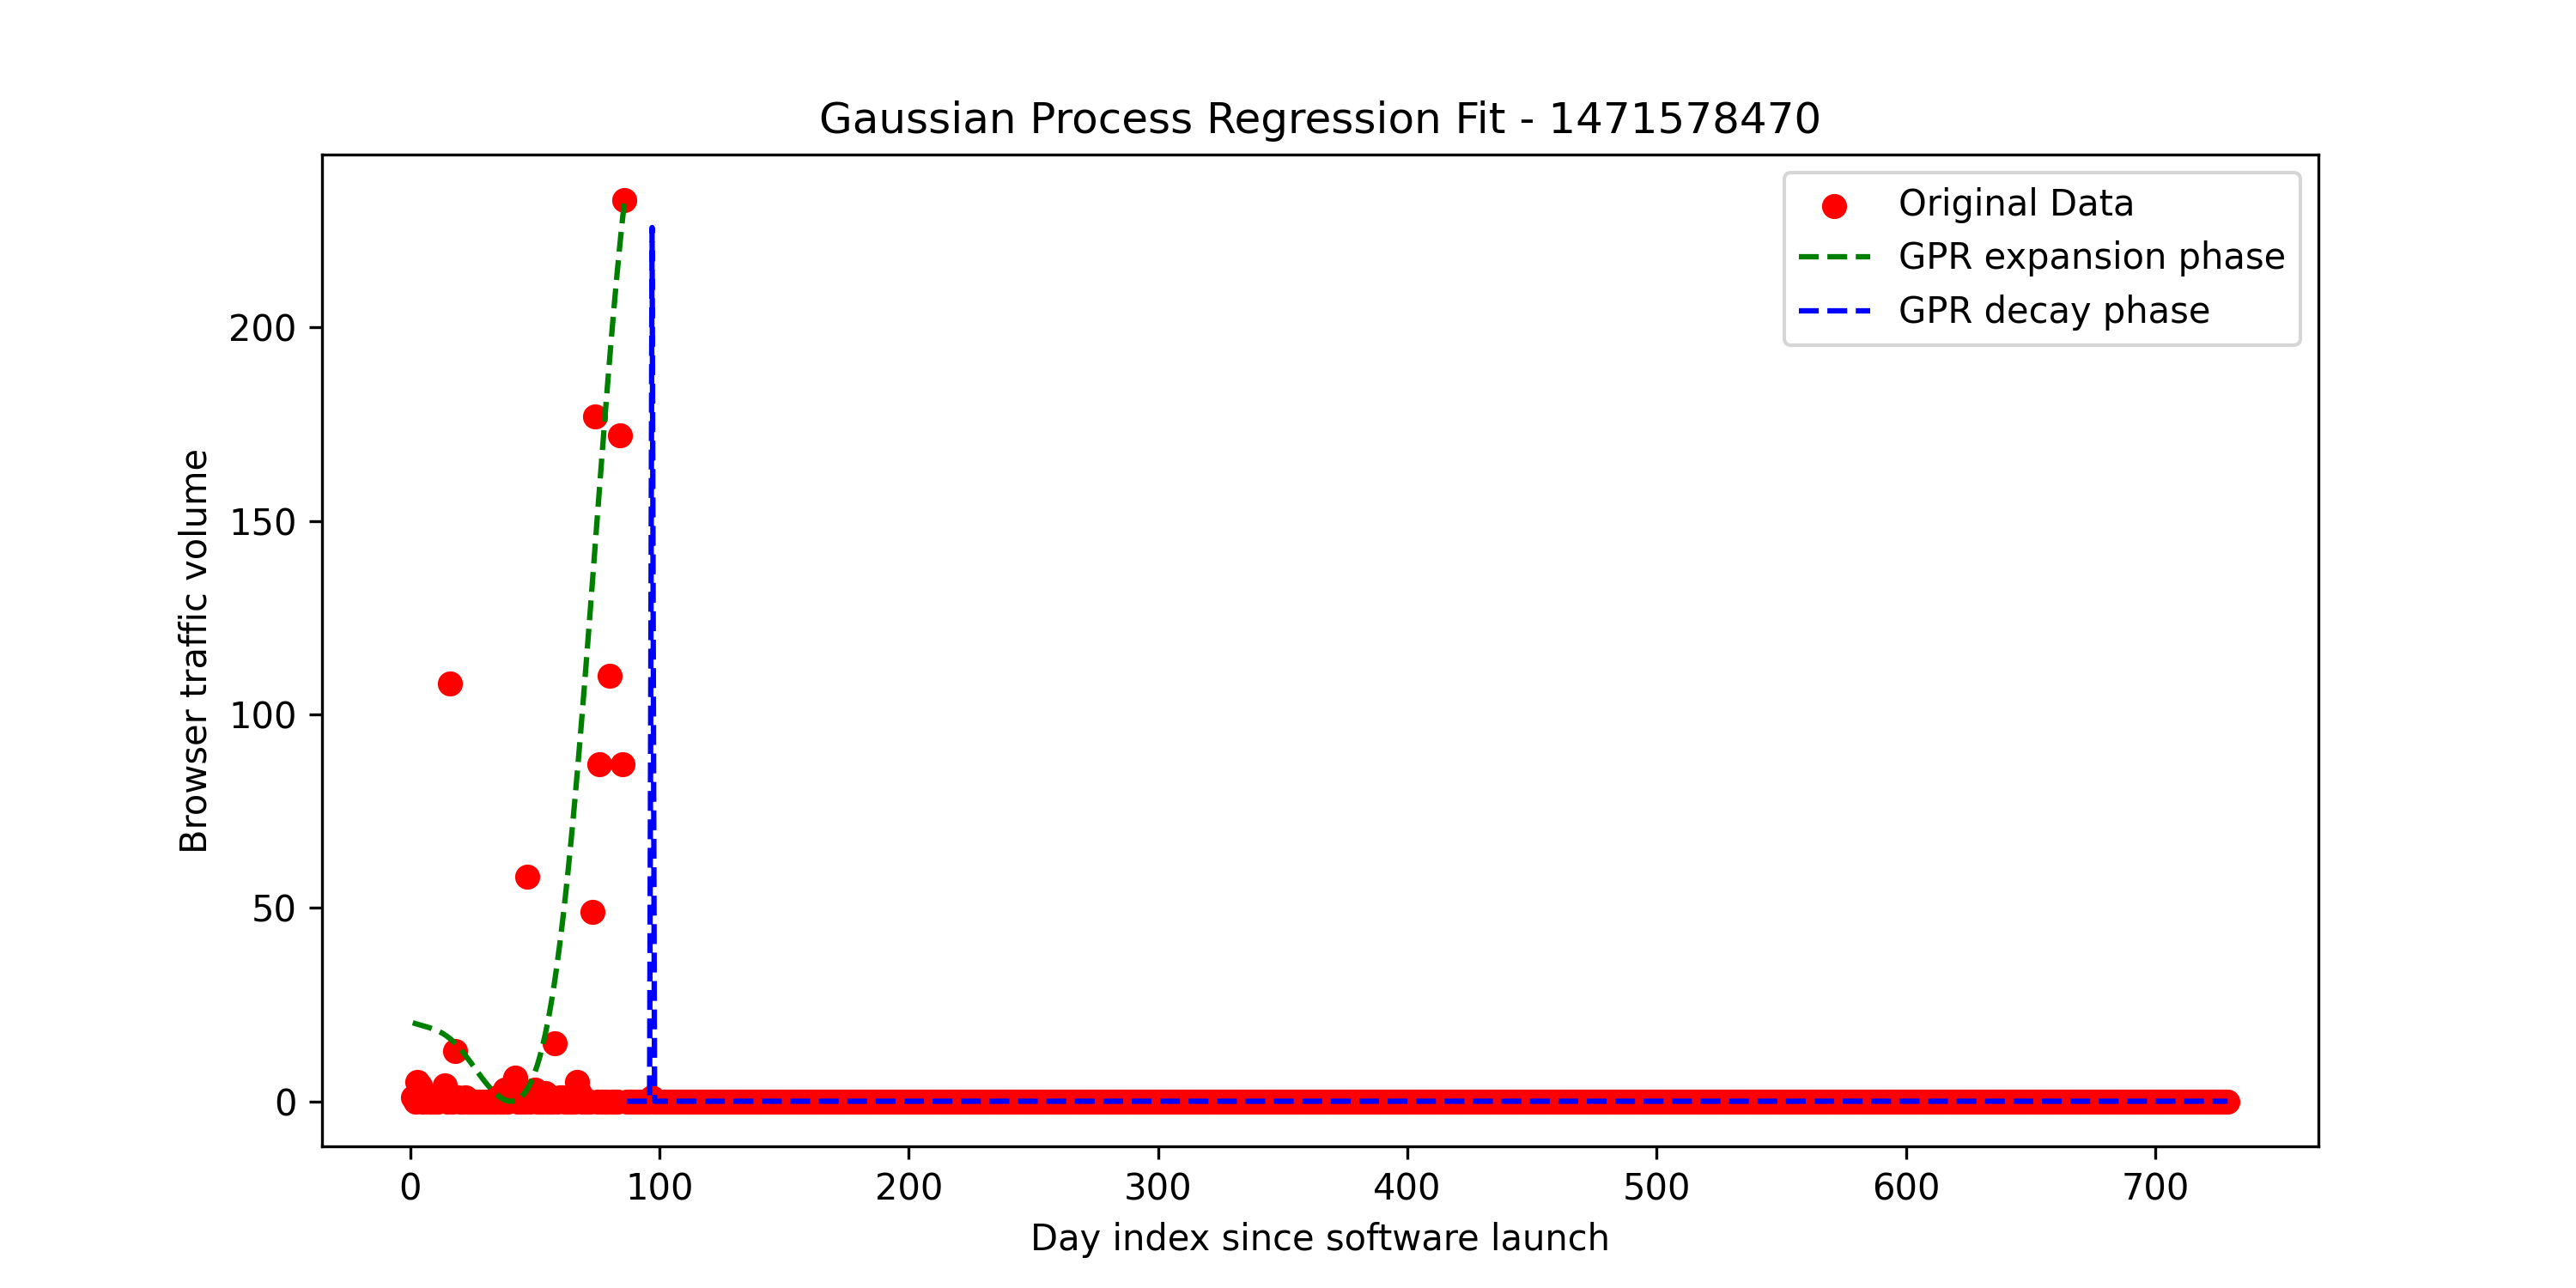 Gaussian Process Regression Fit - 1471578470
Original Data
GPR expansion phase
GPR decay phase
Browser traffic volume
200
150
100
50
0
0 100 200 300 400 500 600 700
Day index since software launch